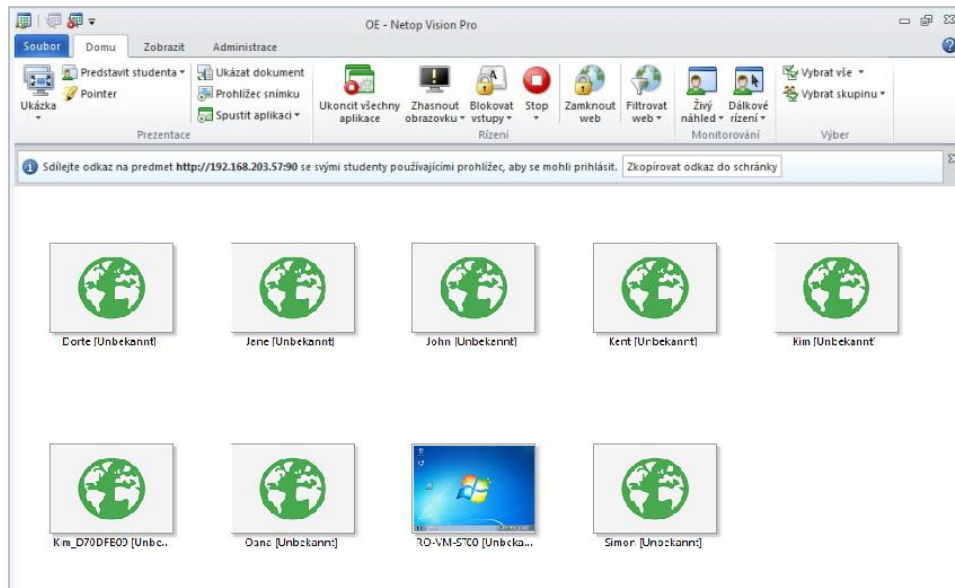 OE - Netop Vision Pro
Soubor Domu Zobrazit Administrace
Ukázka
Predstavit studenta
Pointer
Ukázat dokument
Prohlížec snímku
Spustit aplikaci
Prezentace
Ukoncit všechny aplikace
Zhasnout obrazovku
Blokovat vstupy
Stop
Rízení
Zamknout web
Filtrovat web
Živý náhled
Dálkové rízení
Monitorování
Vybrat vše
Vybrat skupinu
Výber
Sdílejte odkaz na predmet http://192.168.203.57:90 se svými studenty používajícími prohlížec, aby se mohli prihlásit. Zkopírovat odkaz do schránky
Dorte [Unbekannt]
Jane [Unbekannt]
John [Unbekannt]
Kent [Unbekannt]
Kim [Unbekannt]
Kim_D70DFE09 [Unbe...
Oana [Unbekannt]
RO-VM-S700 [Unbeka...
Simon [Unbekannt]